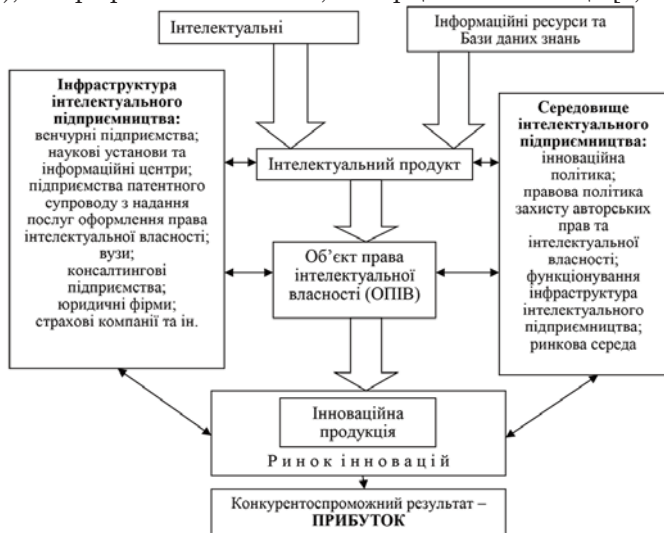 Інтелектуальні
Інформаційні ресурси та
Бази даних знань
Інфраструктура
інтелектуального
підприємництва:
венчурні підприємства;
наукові установи та
інформаційні центри;
підприємства патентного
супроводу з надання
послуг оформлення права
інтелектуальної власності;
вузи;
консалтингові
підприємства;
юридичні фірми;
страхові компанії та ін.
Інтелектуальний продукт
Об’єкт права
інтелектуальної
власності (ОПІВ)
Середовище
інтелектуального
підприємництва:
інноваційна
політика;
правова політика
захисту авторських
прав та
інтелектуальної
власності;
функціонування
інфраструктура
інтелектуального
підприємництва;
ринкова середа
Інноваційна
продукція
Ринок інновацій
Конкурентоспроможний результат –
ПРИБУТОК